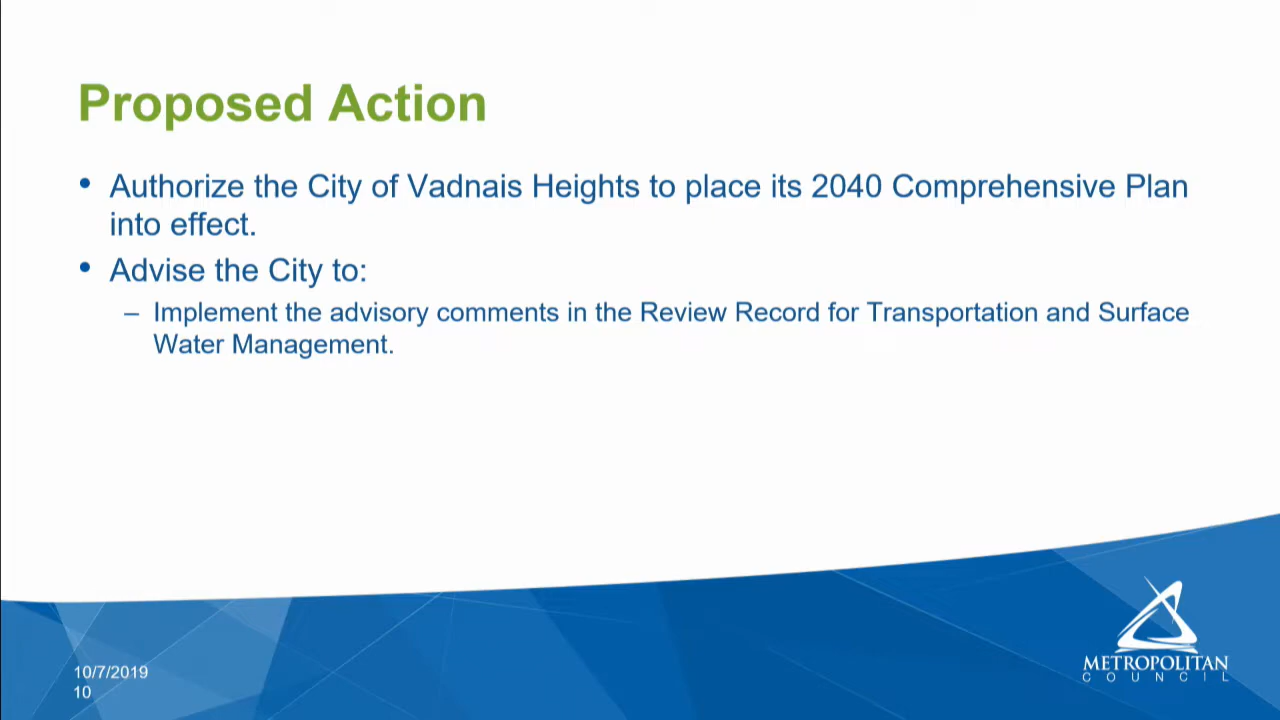 Proposed Action
• Authorize the City of Vadnais Heights to place its 2040 Comprehensive Plan
into effect.
• Advise the City to:
– Implement the advisory comments in the Review Record for Transportation and Surface
Water Management.
10/7/2019
10
METROPOLITAN
COUNCIL